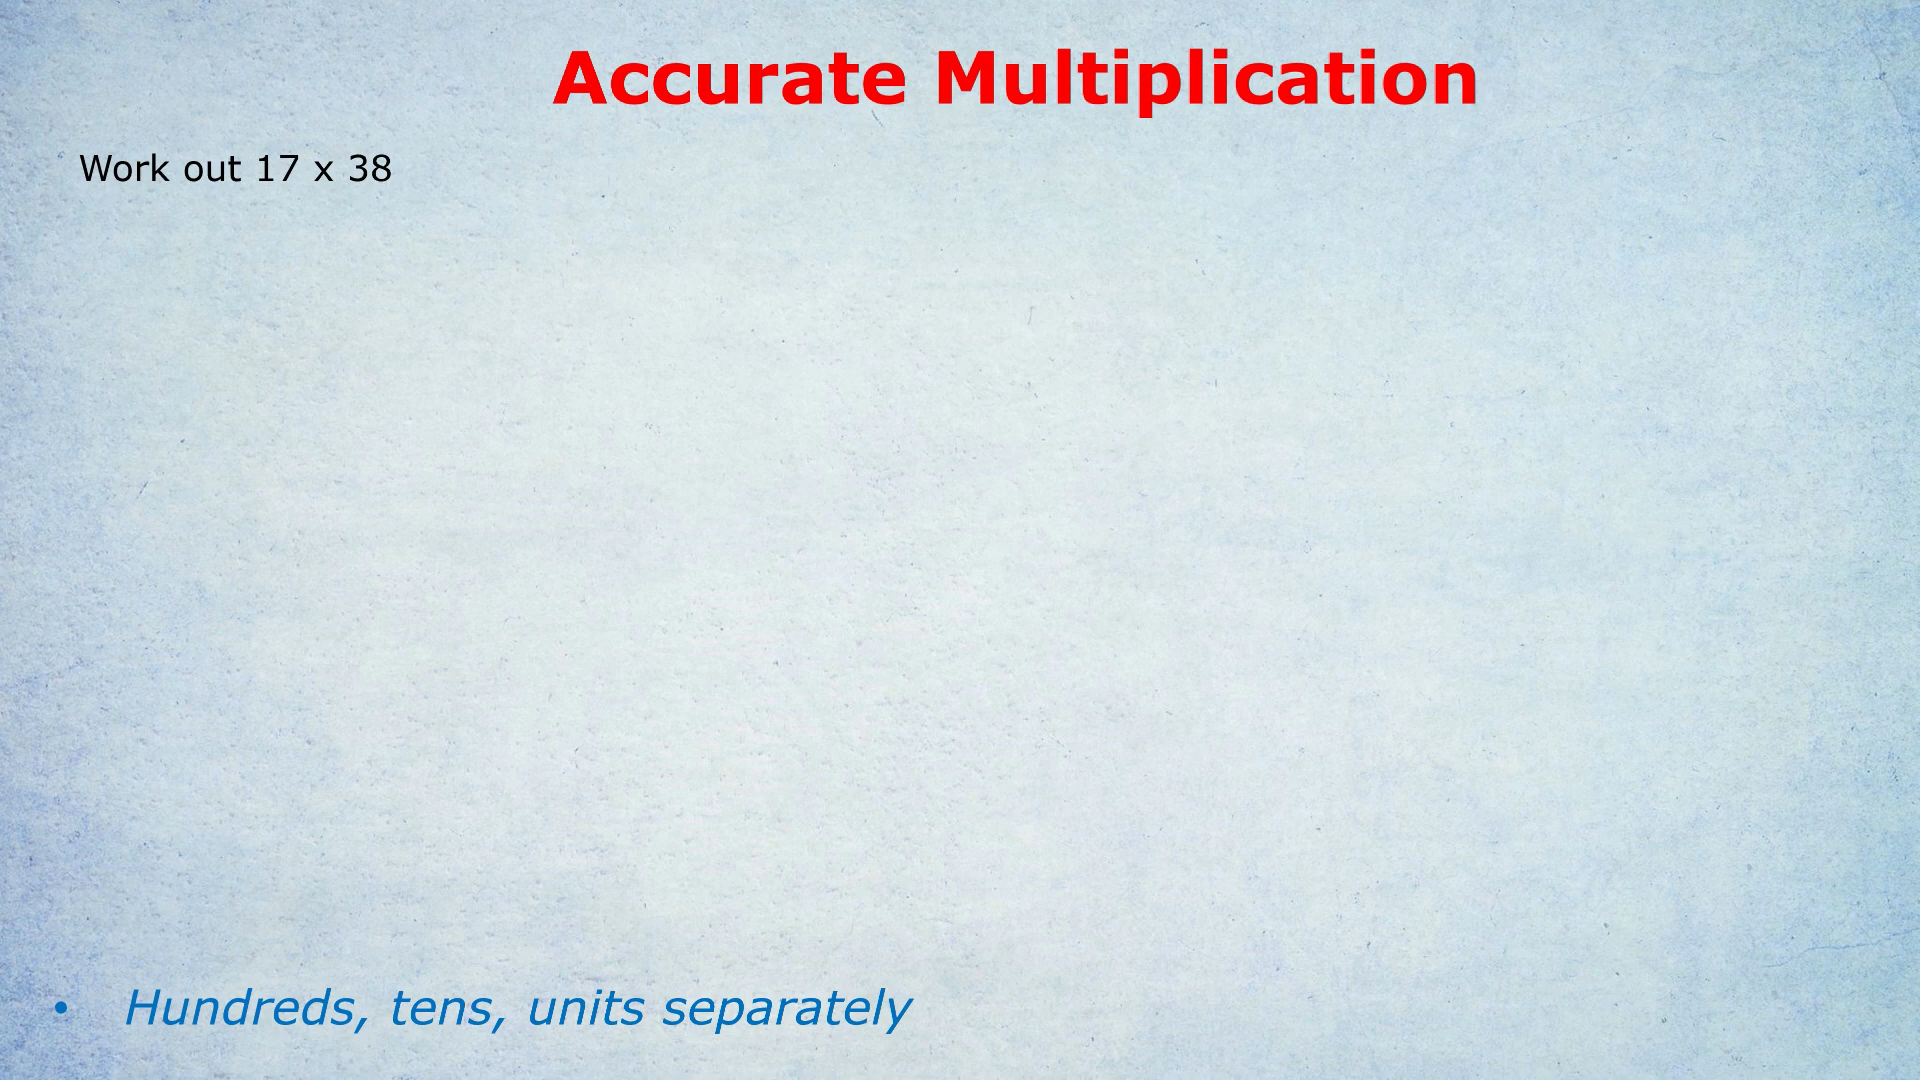 Accurate Multiplication
Work out 17 x 38
• Hundreds, tens, units separately